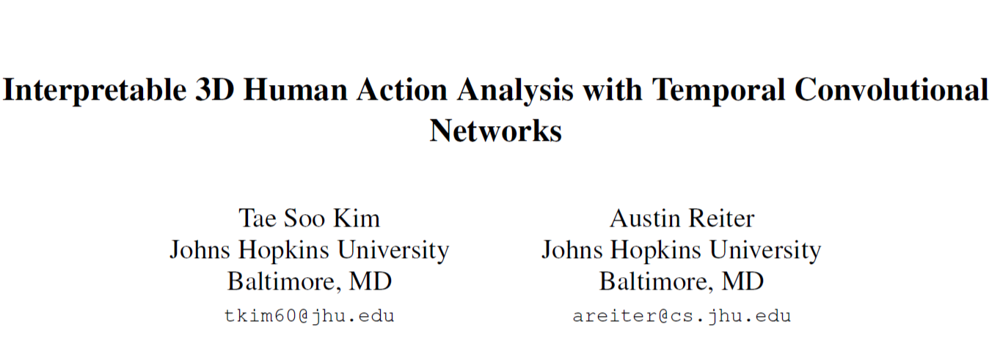 Interpretable 3D Human Action Analysis with Temporal Convolutional
Networks
Tae Soo Kim
Johns Hopkins University
Baltimore, MD
tkim60@jhu.edu
Austin Reiter
Johns Hopkins University
Baltimore, MD
areiter@cs.jhu.edu